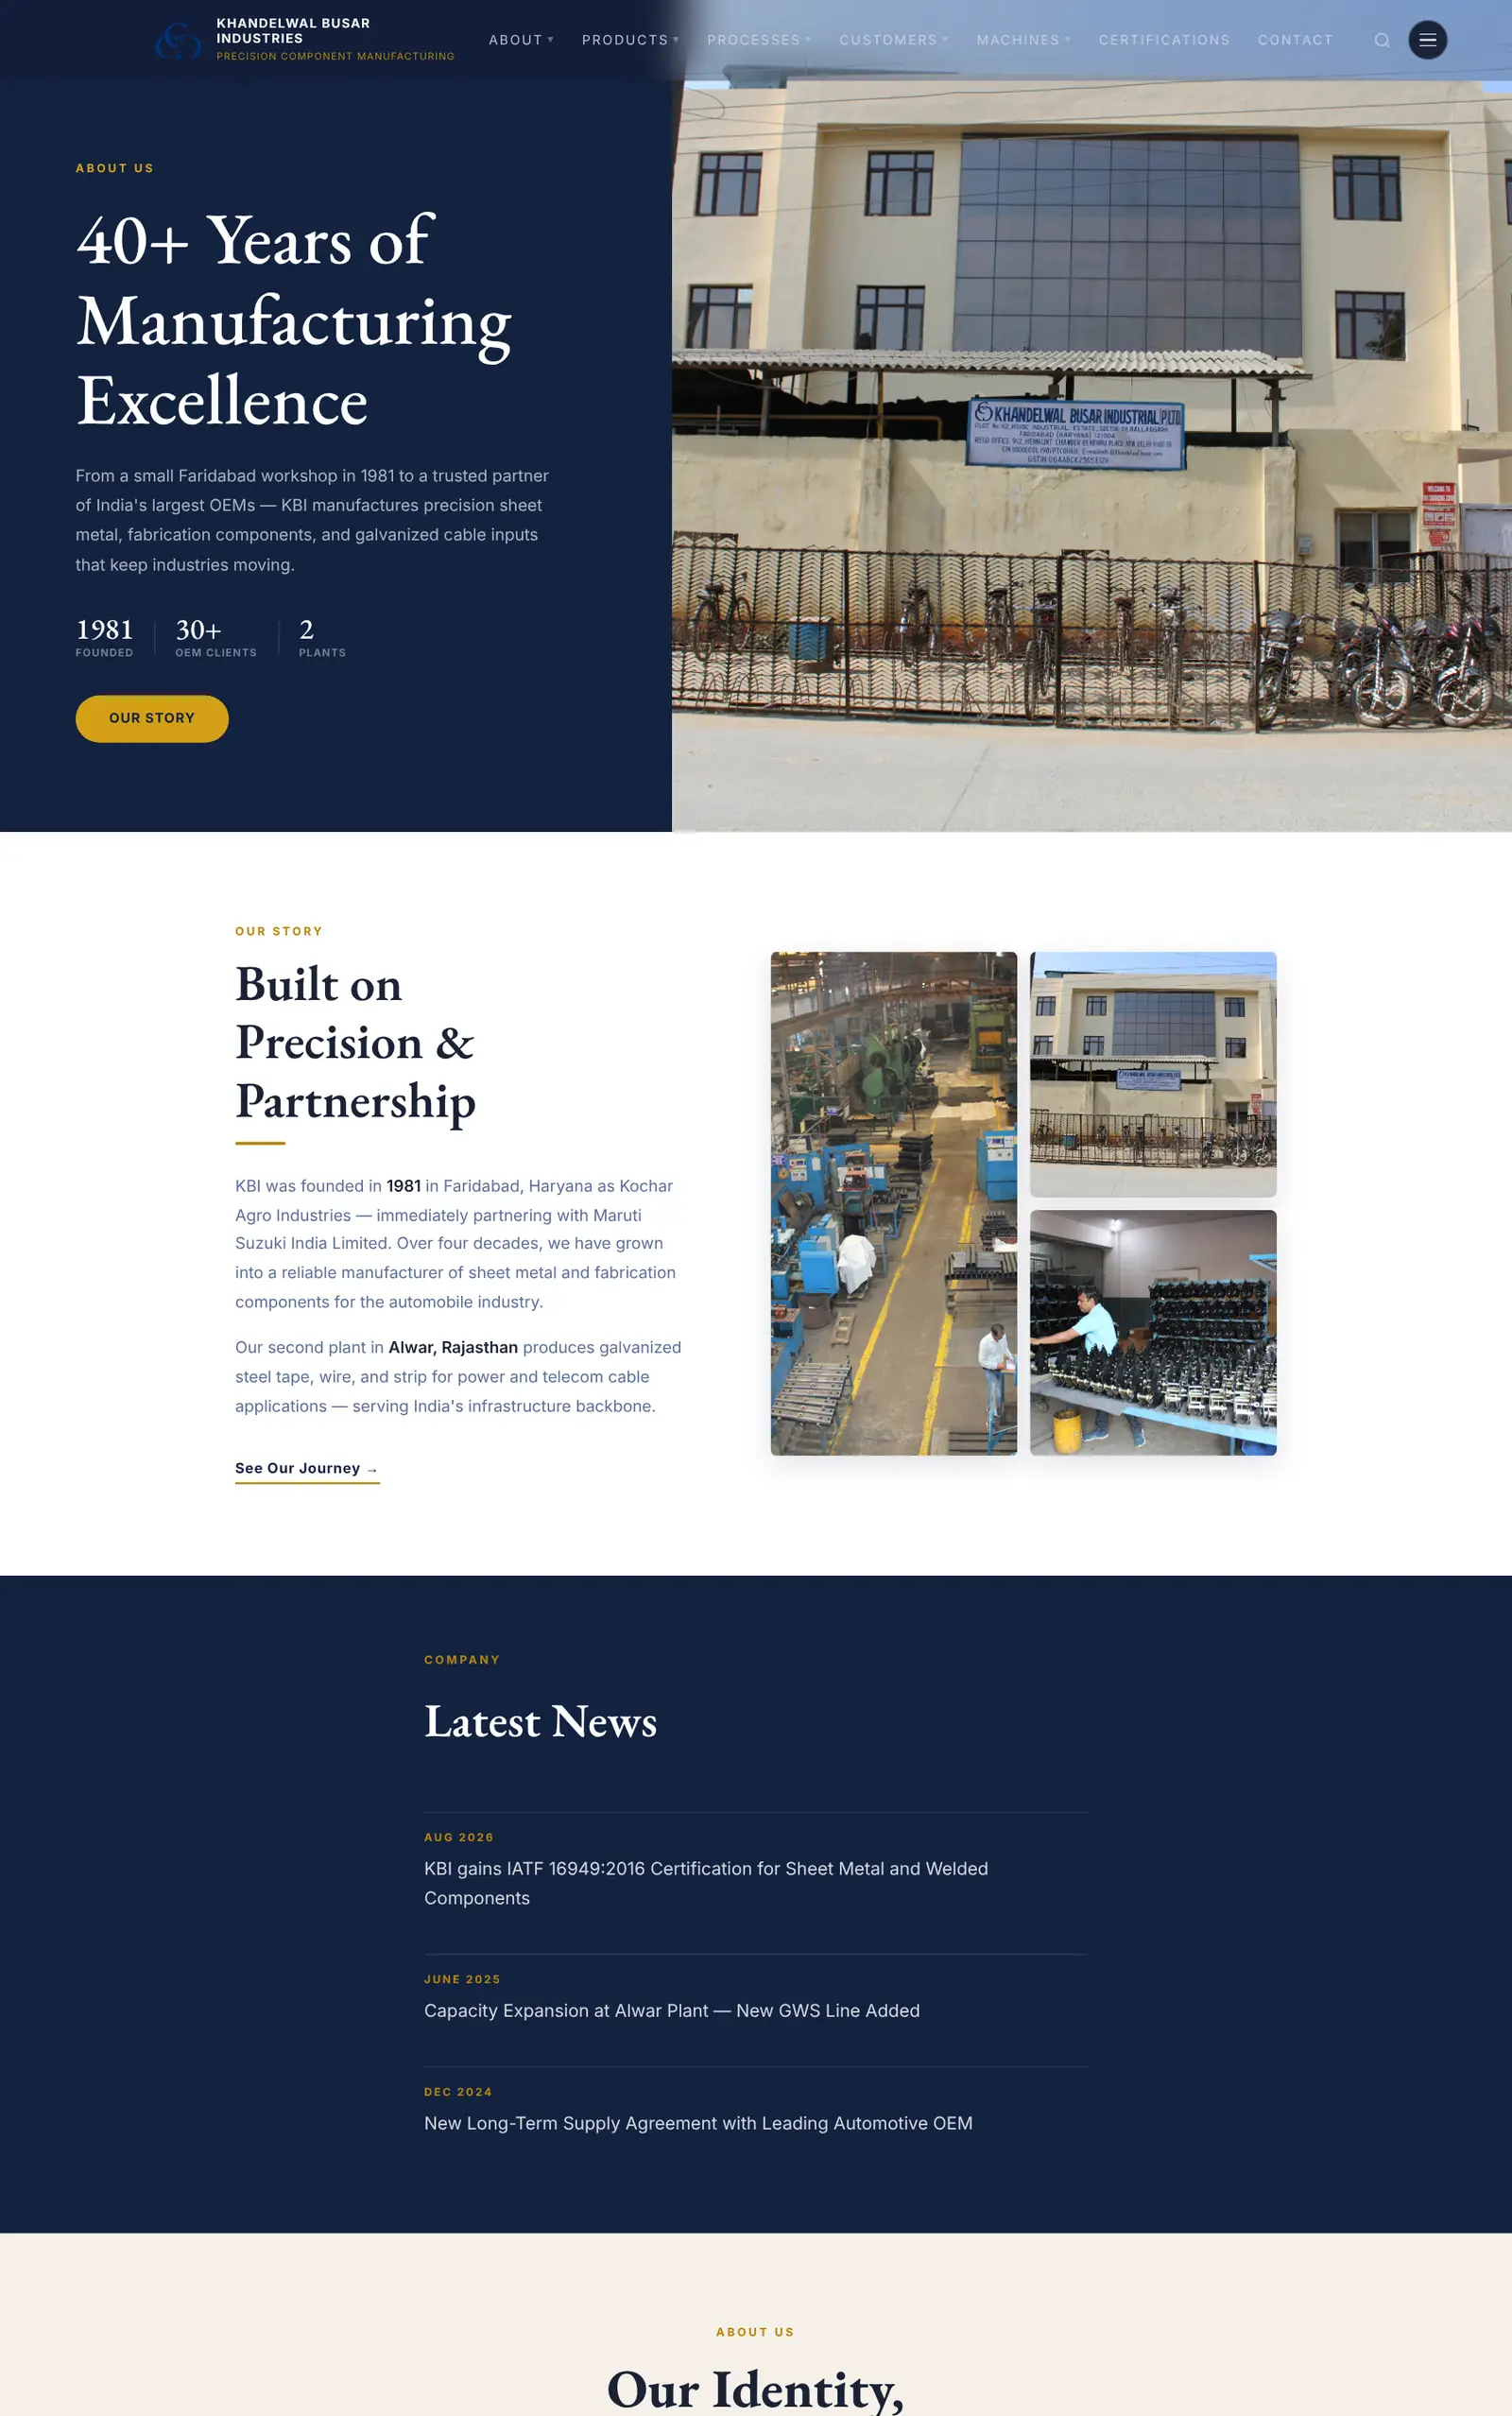 KHANDELWAL BUSAR
INDUSTRIES
PRECISION COMPONENT MANUFACTURING
ABOUT ▾ PRODUCTS ▾ PROCESSES ▾ CUSTOMERS ▾ MACHINES ▾ CERTIFICATIONS CONTACT
ABOUT US
40+ Years of
Manufacturing
Excellence
From a small Faridabad workshop in 1981 to a trusted partner
of India's largest OEMs — KBI manufactures precision sheet
metal, fabrication components, and galvanized cable inputs
that keep industries moving.
1981 30+ 2
FOUNDED OEM CLIENTS PLANTS
OUR STORY
KHANDELWAL BUSAR INDUSTRIAL P LTD
OUR STORY
Built on
Precision &
Partnership
KBI was founded in 1981 in Faridabad, Haryana as Kochar
Agro Industries — immediately partnering with Maruti
Suzuki India Limited. Over four decades, we have grown
into a reliable manufacturer of sheet metal and fabrication
components for the automobile industry.
Our second plant in Alwar, Rajasthan produces galvanized
steel tape, wire, and strip for power and telecom cable
applications — serving India's infrastructure backbone.
See Our Journey →
COMPANY
Latest News
AUG 2026
KBI gains IATF 16949:2016 Certification for Sheet Metal and Welded
Components
JUNE 2025
Capacity Expansion at Alwar Plant — New GWS Line Added
DEC 2024
New Long-Term Supply Agreement with Leading Automotive OEM
ABOUT US
Our Identity,